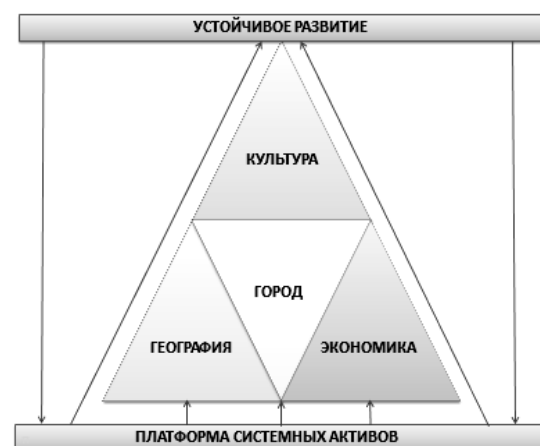 УСТОЙЧИВОЕ РАЗВИТИЕ
КУЛЬТУРА
ГОРОД
ГЕОГРАФИЯ
ЭКОНОМИКА
ПЛАТФОРМА СИСТЕМНЫХ АКТИВОВ